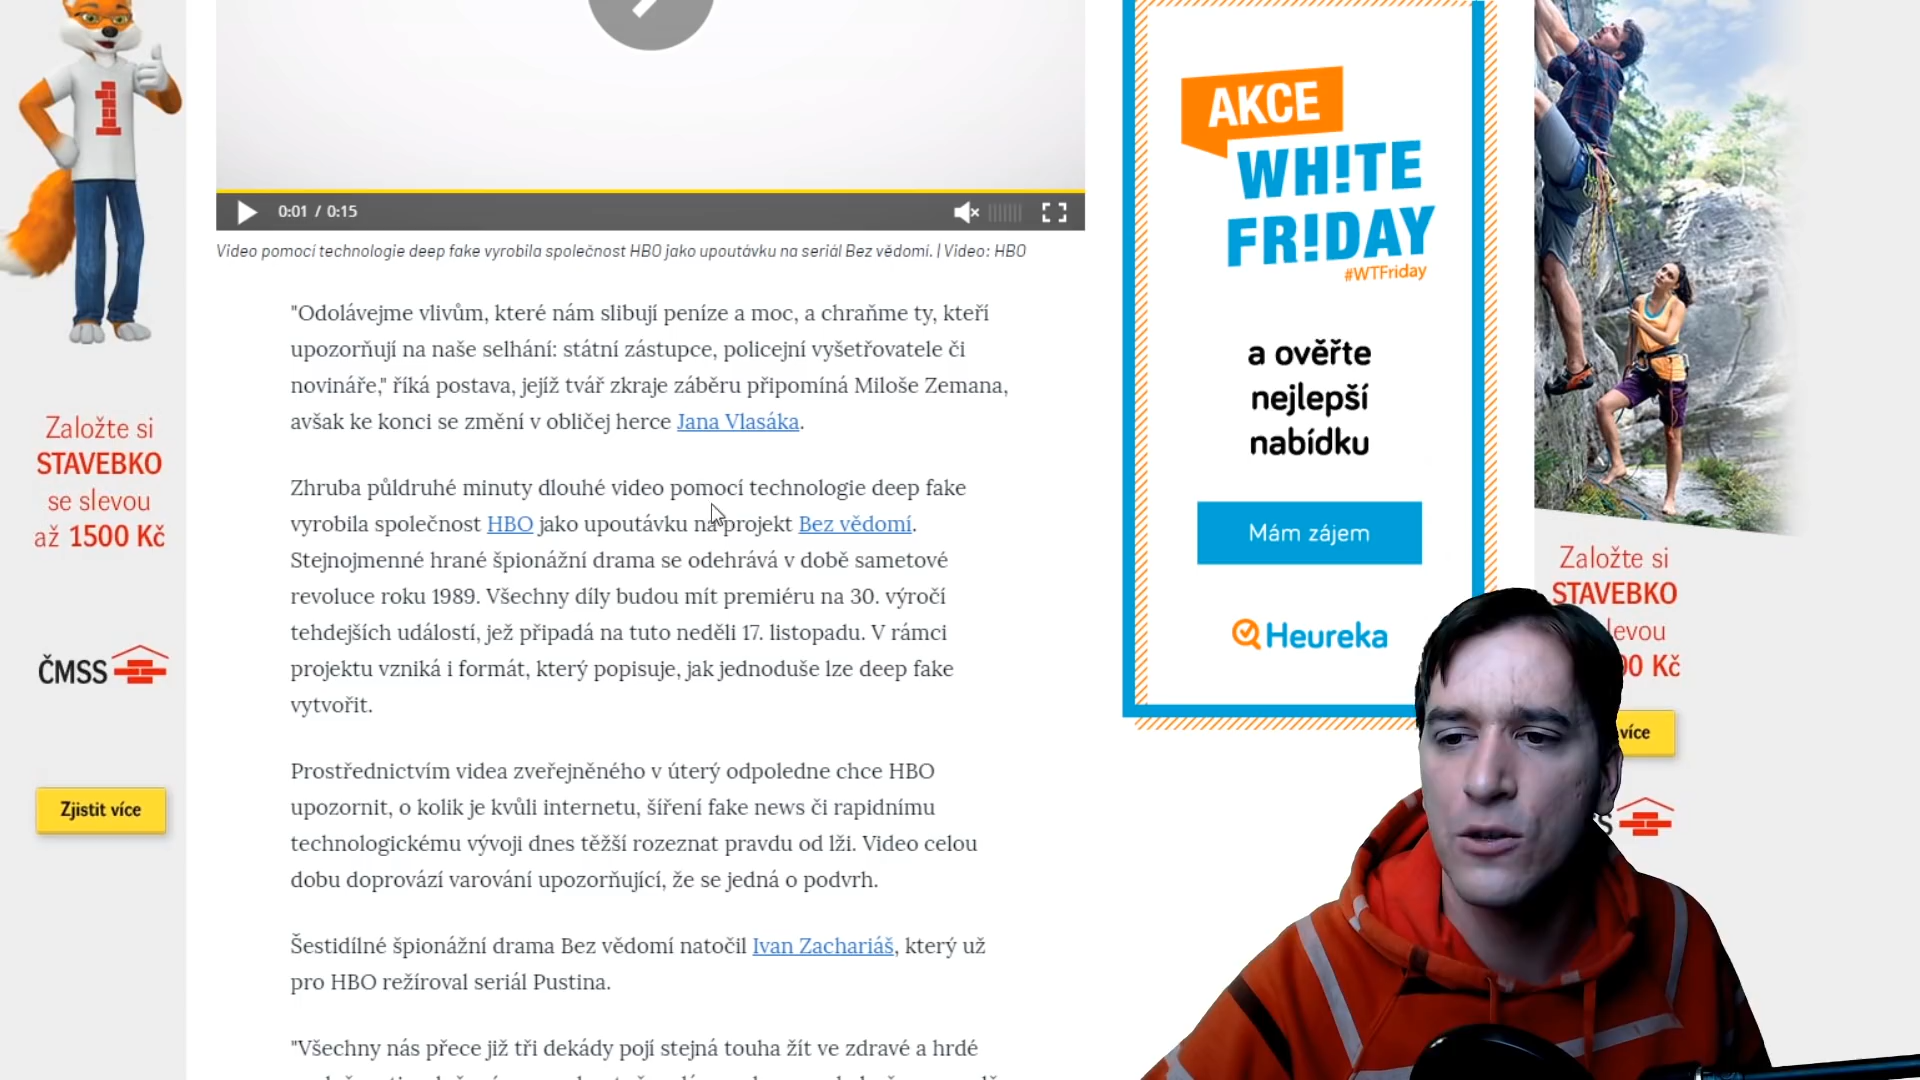 0:01 / 0:15
Video pomocí technologie deep fake vyrobila společnost HBO jako upoutávku na seriál Bez vědomí. | Video: HBO
"Odolávejme vlivům, které nám slibují peníze a moc, a chraňme ty, kteří
upozorňují na naše selhání: státní zástupce, policejní vyšetřovatele či
novináře," říká postava, jejíž tvář zkraje záběru připomíná Miloše Zemana,
avšak ke konci se změní v obličej herce Jana Vlasáka.
Zhruba půldruhé minuty dlouhé video pomocí technologie deep fake
vyrobila společnost HBO jako upoutávku na projekt Bez vědomí.
Stejnojmenné hrané špionážní drama se odehrává v době sametové
revoluce roku 1989. Všechny díly budou mít premiéru na 30. výročí
tehdejších událostí, jež připadá na tuto neděli 17. listopadu. V rámci
projektu vzniká i formát, který popisuje, jak jednoduše lze deep fake
vytvořit.
Prostřednictvím videa zveřejněného v úterý odpoledne chce HBO
upozornit, o kolik je kvůli internetu, šíření fake news či rapidnímu
technologickému vývoji dnes těžší rozeznat pravdu od lži. Video celou
dobu doprovází varování upozorňující, že se jedná o podvrh.
Šestidílné špionážní drama Bez vědomí natočil Ivan Zachariáš, který už
pro HBO režíroval seriál Pustina.
"Všechny nás přece již tři dekády pojí stejná touha žít ve zdravé a hrdé
1
Založte si
STAVEBKO
se slevou
až 1500 Kč
ČMSS
Zjistit více
AKCE
WH!TE
FR!DAY
#WTFriday
a ověřte
nejlepší
nabídku
Mám zájem
Heureka
Založte si
STAVEBKO
levou
00 Kč
více
S